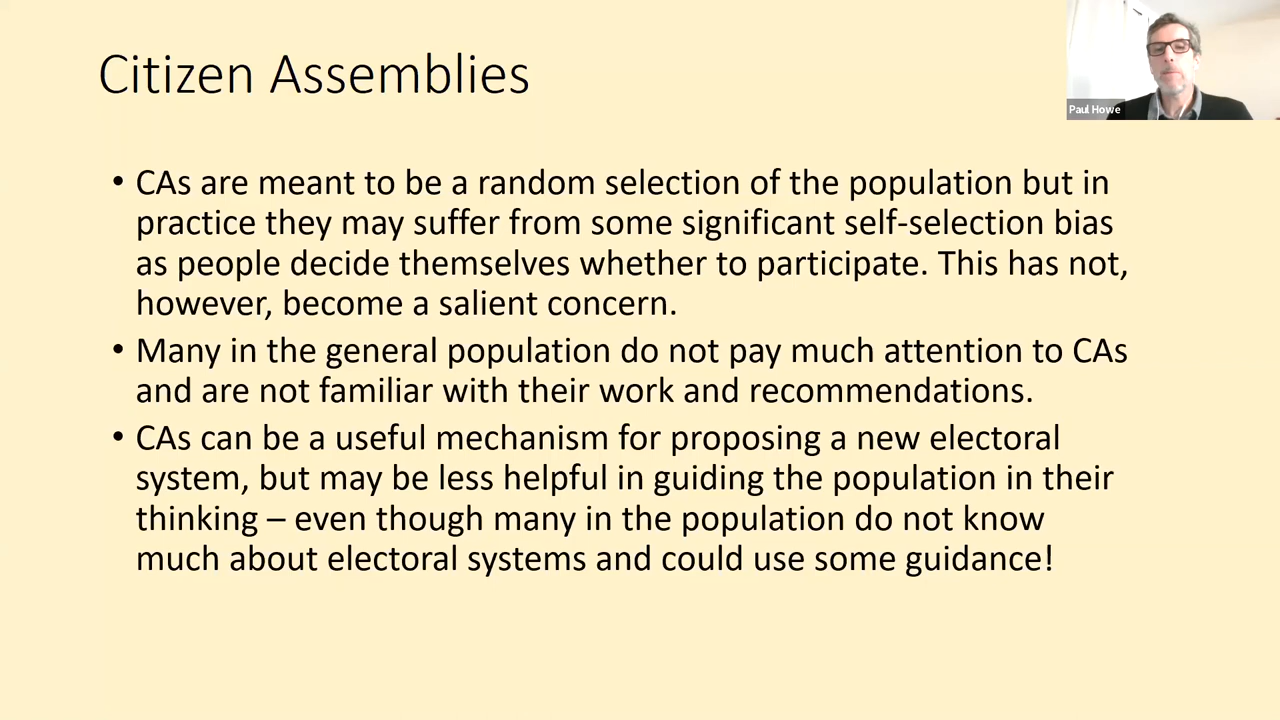 Citizen Assemblies
Paul Howe
• CAs are meant to be a random selection of the population but in
practice they may suffer from some significant self-selection bias
as people decide themselves whether to participate. This has not,
however, become a salient concern.
• Many in the general population do not pay much attention to CAs
and are not familiar with their work and recommendations.
• CAs can be a useful mechanism for proposing a new electoral
system, but may be less helpful in guiding the population in their
thinking – even though many in the population do not know
much about electoral systems and could use some guidance!